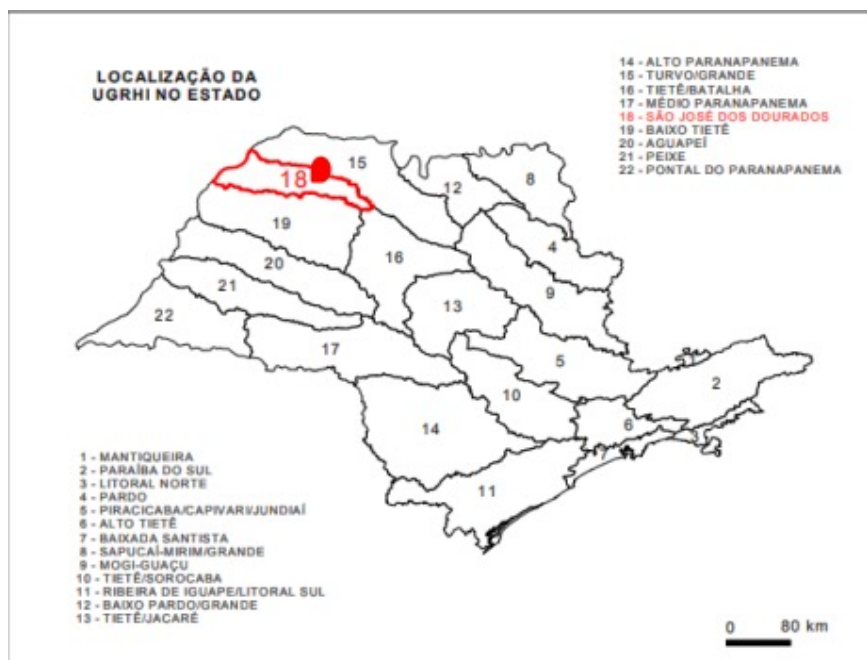 LOCALIZAÇÃO DA
UGRHI NO ESTADO
14 - ALTO PARANAPANEMA
15 - TURVO/GRANDE
16 - TIETÊ/BATALHA
17 - MÉDIO PARANAPANEMA
18 - SÃO JOSÉ DOS DOURADOS
19 - BAIXO TIETÊ
20 - AGUAPEÍ
21 - PEIXE
22 - PONTAL DO PARANAPANEMA
15
18
12
8
19
4
16
20
9
21
13
22
17
5
2
10
6
14
3
7
11
1 - MANTIQUEIRA
2 - PARAÍBA DO SUL
3 - LITORAL NORTE
4 - PARDO
5 - PIRACICABA/CAPIVARI/JUNDIAÍ
6 - ALTO TIETÊ
7 - BAIXADA SANTISTA
8 - SAPUCAÍ-MIRIM/GRANDE
9 - MOGI-GUAÇU
10 - TIETÊ/SOROCABA
11 - RIBEIRA DE IGUAPE/LITORAL SUL
12 - BAIXO PARDO/GRANDE
13 - TIETÊ/JACARÉ
0 80 km